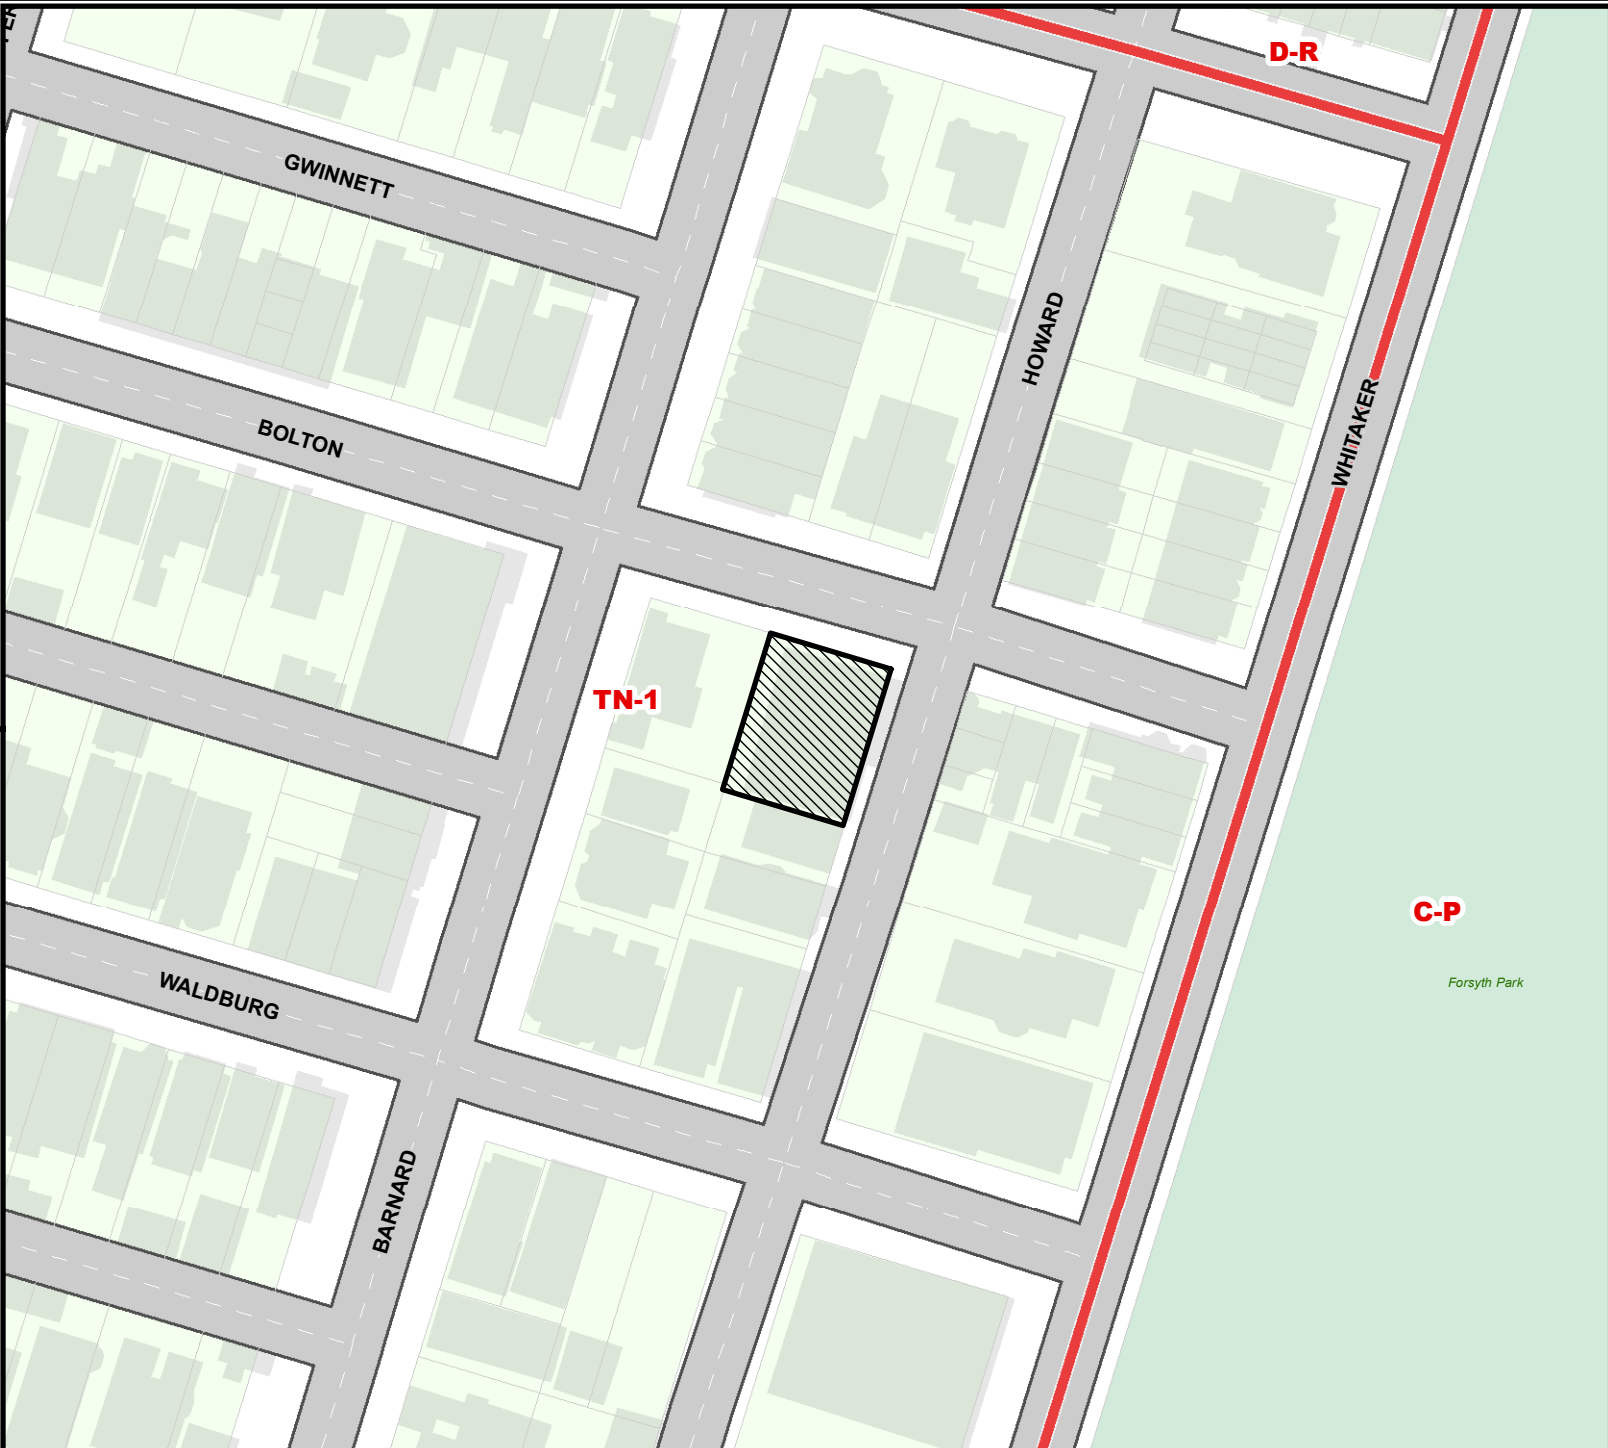 D-R
GWINNETT
HOWARD
WHITAKER
BOLTON
TN-1
C-P
Forsyth Park
WALDBURG
BARNARD